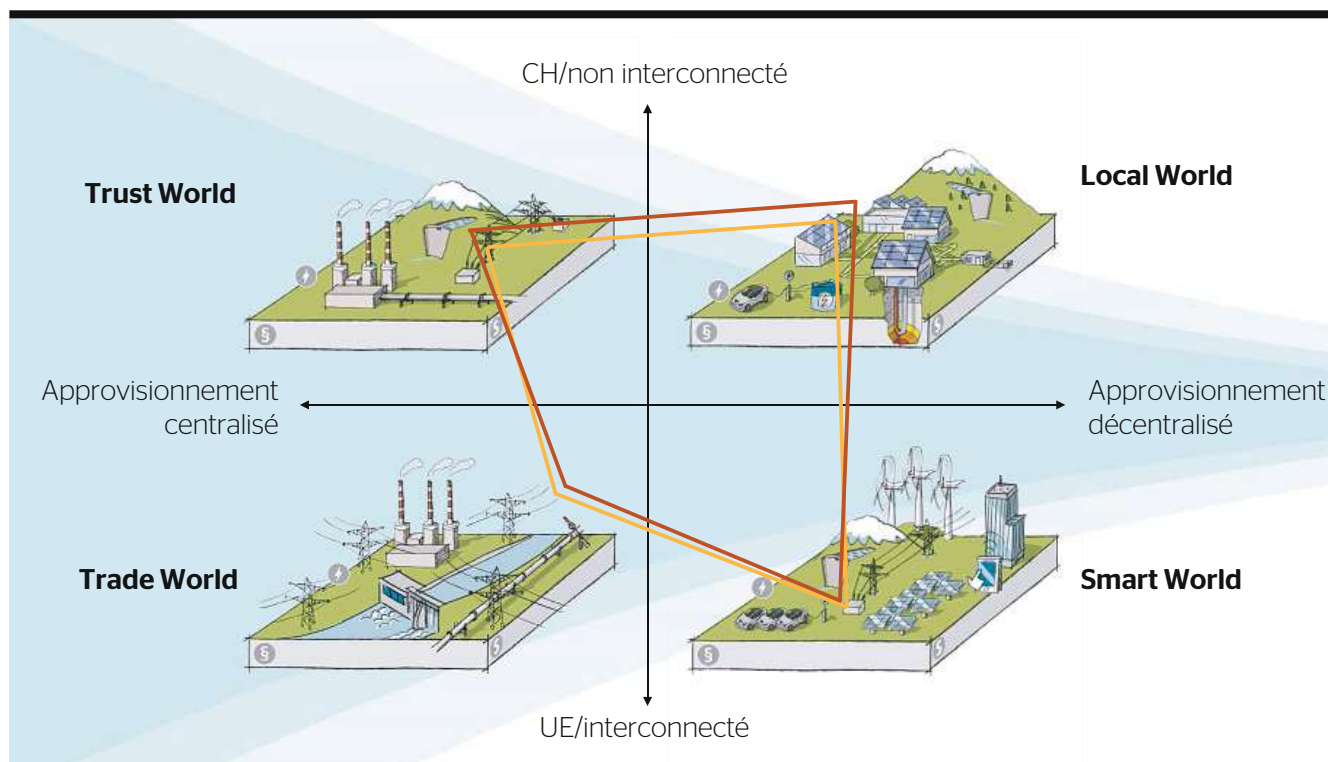 CH/non interconnecté
Trust World
Local World
§
§
Approvisionnement
centralisé
Approvisionnement
décentralisé
Trade World
Smart World
§
§
UE/interconnecté